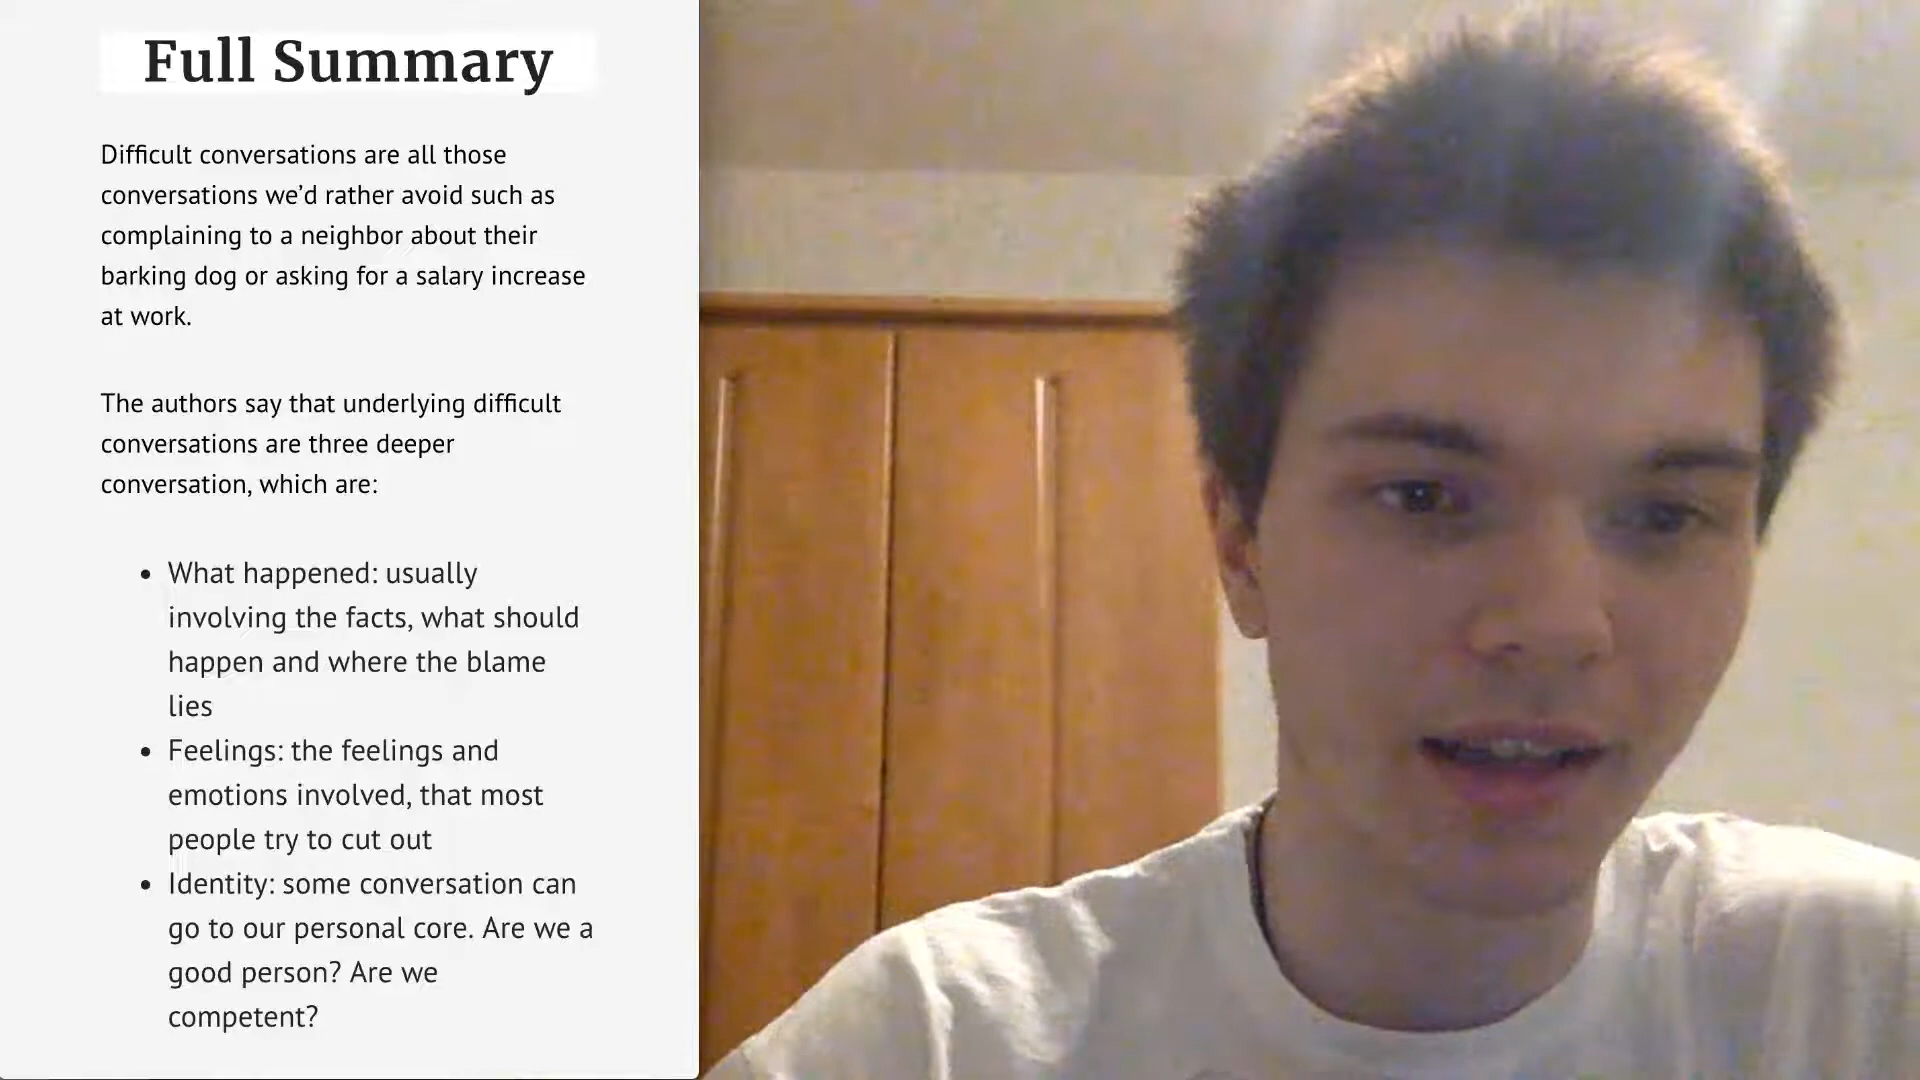 Full Summary
Difficult conversations are all those
conversations we’d rather avoid such as
complaining to a neighbor about their
barking dog or asking for a salary increase
at work.
The authors say that underlying difficult
conversations are three deeper
conversation, which are:
• What happened: usually
involving the facts, what should
happen and where the blame
lies
• Feelings: the feelings and
emotions involved, that most
people try to cut out
• Identity: some conversation can
go to our personal core. Are we a
good person? Are we
competent?